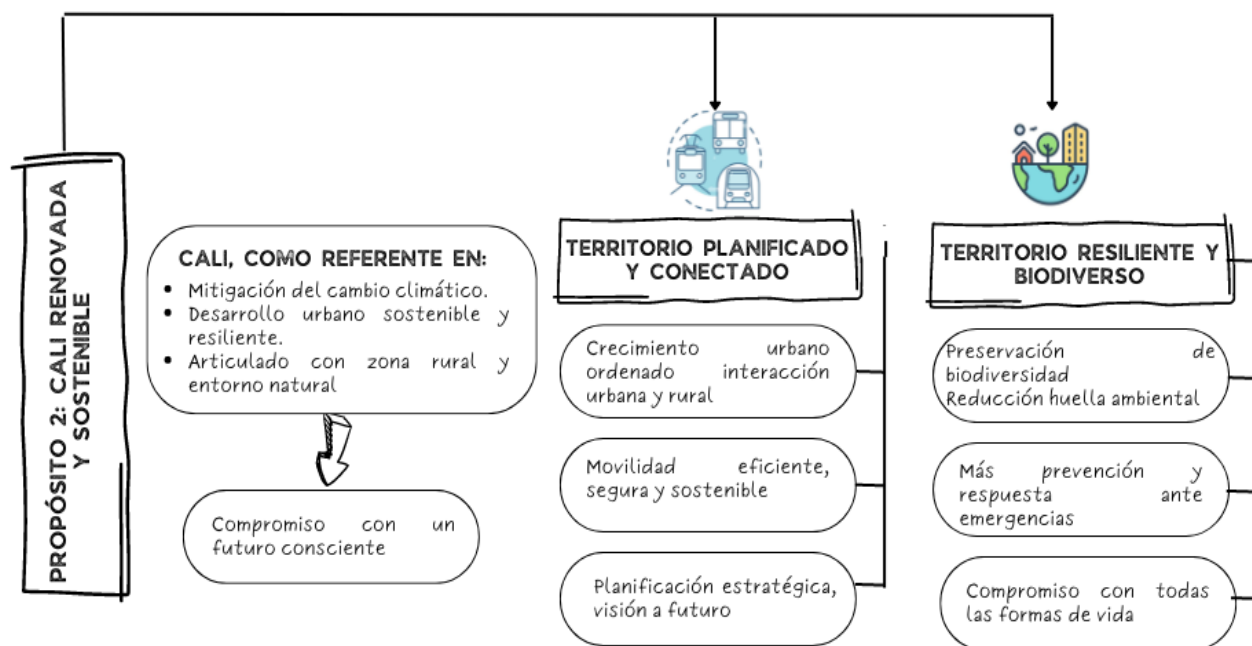 PROPÓSITO 2: CALI RENOVADA
Y SOSTENIBLE
CALI, COMO REFERENTE EN:
• Mitigación del cambio climático.
• Desarrollo urbano sostenible y
resiliente.
• Articulado con zona rural y
entorno natural
Compromiso con un
futuro consciente
TERRITORIO PLANIFICADO
Y CONECTADO
Crecimiento urbano
ordenado interacción
urbana y rural
Movilidad eficiente,
segura y sostenible
Planificación estratégica,
visión a futuro
TERRITORIO RESILIENTE Y
BIODIVERSO
Preservación de
biodiversidad
Reducción huella ambiental
Más prevención y
respuesta ante
emergencias
Compromiso con todas
las formas de vida